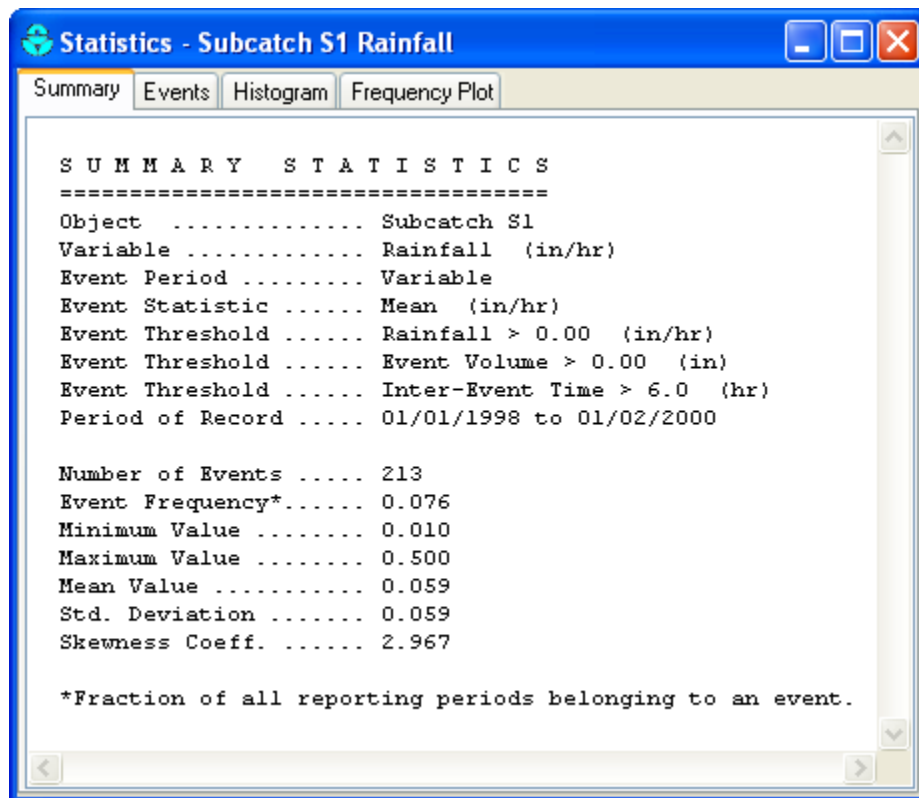 Statistics - Subcatch S1 Rainfall
Summary Events Histogram Frequency Plot
S U M M A R Y   S T A T I S T I C S
===================================
Object .............. Subcatch S1
Variable ............. Rainfall (in/hr)
Event Period ......... Variable
Event Statistic ...... Mean (in/hr)
Event Threshold ...... Rainfall > 0.00 (in/hr)
Event Threshold ...... Event Volume > 0.00 (in)
Event Threshold ...... Inter-Event Time > 6.0 (hr)
Period of Record ..... 01/01/1998 to 01/02/2000
Number of Events ..... 213
Event Frequency*...... 0.076
Minimum Value ........ 0.010
Maximum Value ........ 0.500
Mean Value ........... 0.059
Std. Deviation ....... 0.059
Skewness Coeff. ...... 2.967
*Fraction of all reporting periods belonging to an event.